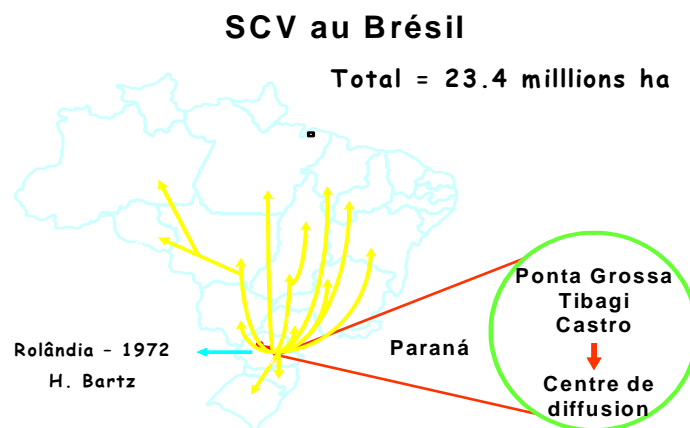 SCV au Brésil
Total = 23.4 milllions ha
Rolândia - 1972
H. Bartz
Paraná
Ponta Grossa
Tibagi
Castro
Centre de
diffusion